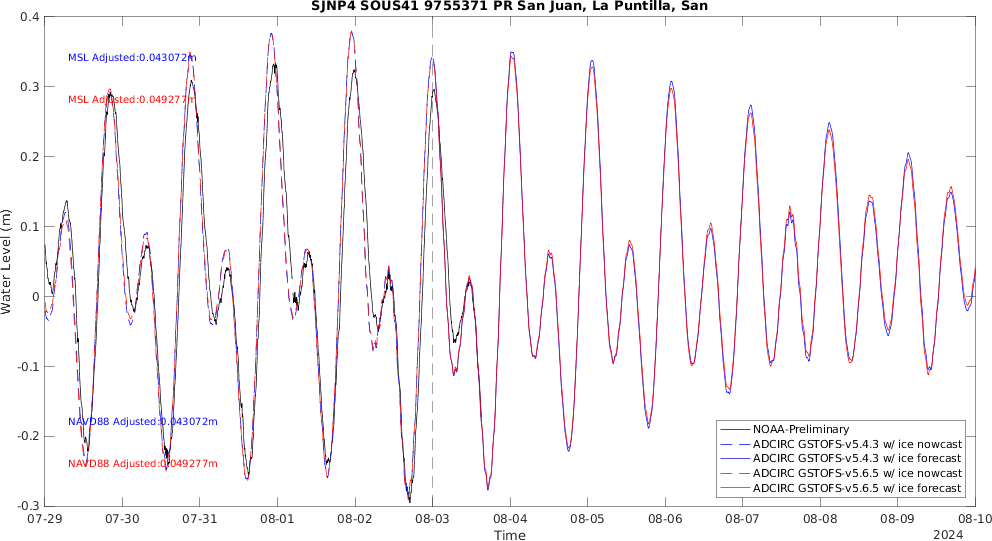 SJNP4 SOUS41 9755371 PR San Juan, La Puntilla, San
0.4
0.3
0.2
0.1
0
-0.1
-0.2
-0.3
Water Level (m)
MSL Adjusted:0.043072m
MSL Adjusted:0.049277m
NAVD88 Adjusted:0.043072m
NAVD88 Adjusted:0.049277m
NOAA-Preliminary
ADCIRC GSTOFS-v5.4.3 w/ ice nowcast
ADCIRC GSTOFS-v5.4.3 w/ ice forecast
ADCIRC GSTOFS-v5.6.5 w/ ice nowcast
ADCIRC GSTOFS-v5.6.5 w/ ice forecast
07-29 07-30 07-31 08-01 08-02 08-03 08-04 08-05 08-06 08-07 08-08 08-09 08-10
Time
2024